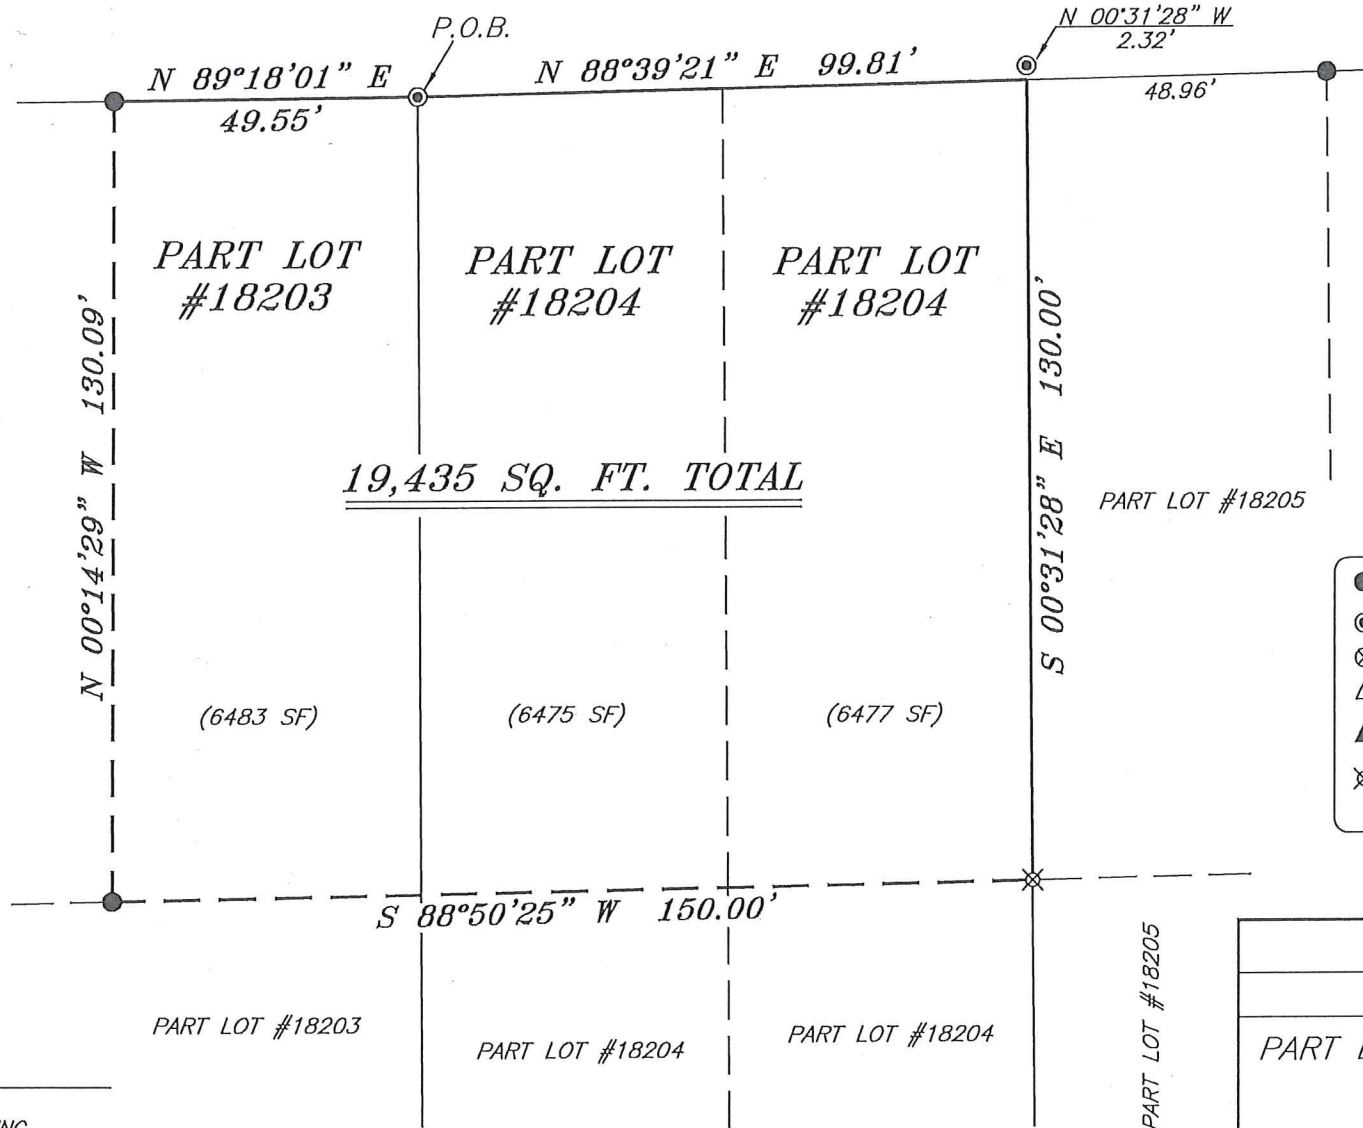 P.O.B.
N 00°31'28" W
2.32'
N 89°18'01" E
49.55'
N 88°39'21" E 99.81'
48.96'
PART LOT
#18203
PART LOT
#18204
PART LOT
#18204
N 00°14'29" W 130.09'
S 00°31'28" E 130.00'
19,435 SQ. FT. TOTAL
PART LOT #18205
(6483 SF)
(6475 SF)
(6477 SF)
S 88°50'25" W 150.00'
PART LOT #18203
PART LOT #18204
PART LOT #18204
PART LOT #18205
PART